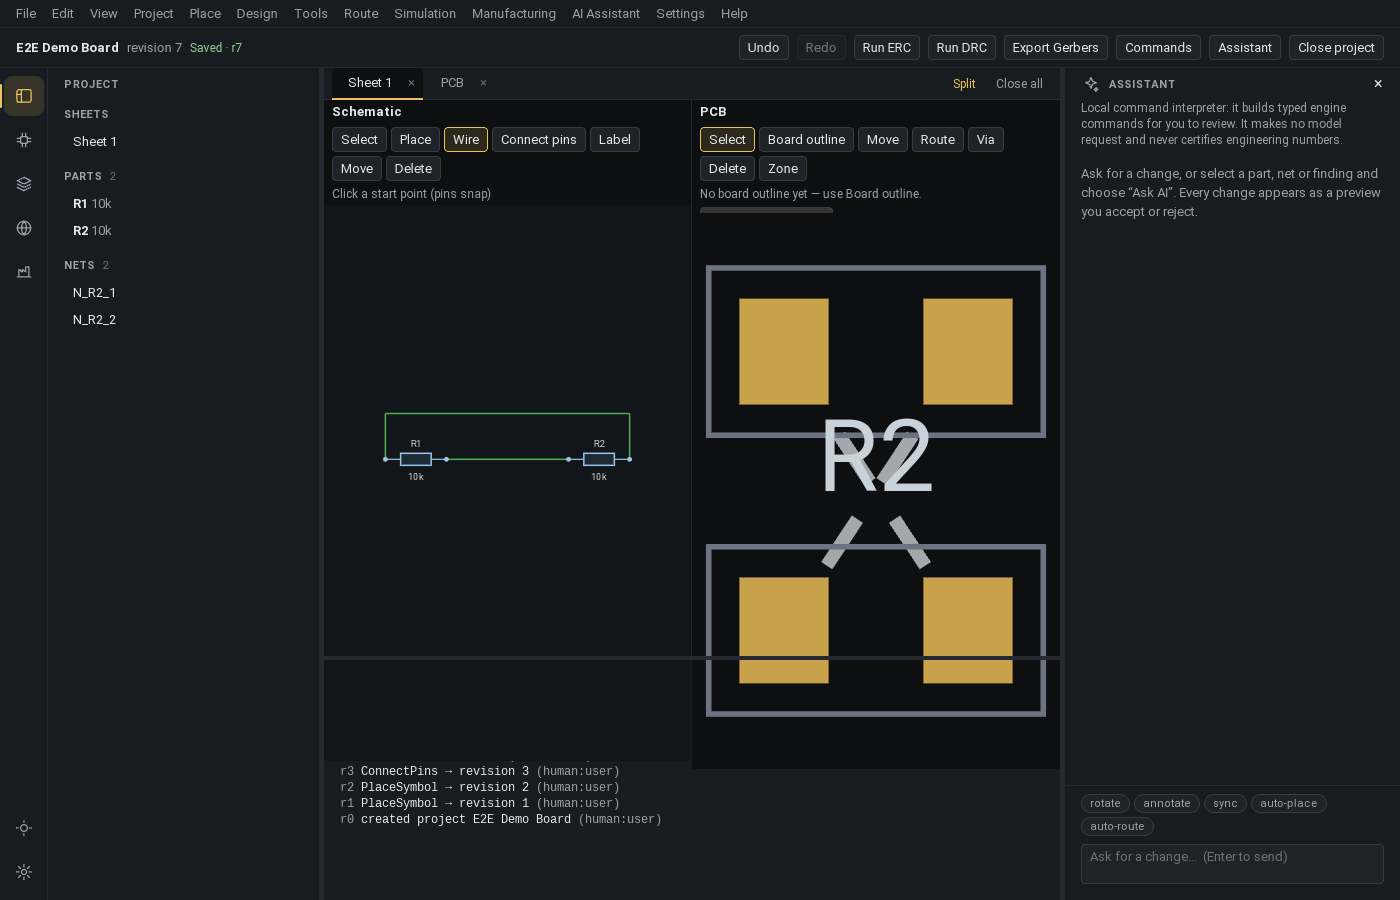 File Edit View Project Place Design Tools Route Simulation Manufacturing AI Assistant Settings Help
E2E Demo Board revision 7 Saved · r7 Undo Redo Run ERC Run DRC Export Gerbers Commands Assistant Close project
PROJECT
SHEETS
Sheet 1
PARTS 2
R1 10k
R2 10k
NETS 2
N_R2_1
N_R2_2
Sheet 1 × PCB × Split Close all
Schematic
Select Place Wire Connect pins Label
Move Delete
Click a start point (pins snap)
R1 R2
10k 10k
PCB
Select Board outline Move Route Via
Delete Zone
No board outline yet — use Board outline.
R2
r3 ConnectPins → revision 3 (human:user)
r2 PlaceSymbol → revision 2 (human:user)
r1 PlaceSymbol → revision 1 (human:user)
r0 created project E2E Demo Board (human:user)
ASSISTANT ×
Local command interpreter: it builds typed engine
commands for you to review. It makes no model
request and never certifies engineering numbers.
Ask for a change, or select a part, net or finding and
choose “Ask AI”. Every change appears as a preview
you accept or reject.
rotate annotate sync auto-place
auto-route
Ask for a change… (Enter to send)